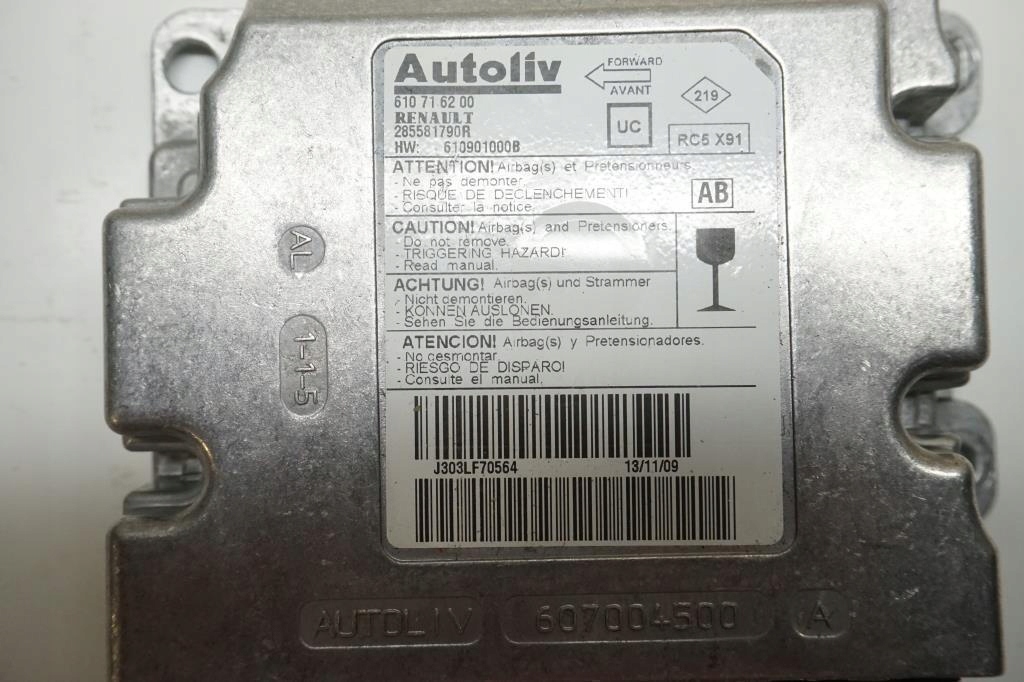 Autoliv
FORWARD
AVANT
219
610 71 6200
RENAULT
285581790R
HW: 610901000B
UC
RC5 X91
ATTENTION! Airbag(s) et Pretensionneurs
- Ne pas demonter.
- RISQUE DE DECLENCHEMENT!
- Consulter la notice.
AB
CAUTION! Airbag(s) and Pretensioners.
- Do not remove.
- TRIGGERING HAZARD!
- Read manual.
ACHTUNG! Airbag(s) und Strammer
- Nicht demontieren.
- KONNEN AUSLONEN.
- Sehen Sie die Bedienungsanleitung.
ATENCION! Airbag(s) y Pretensionadores.
- No desmontar
- RIESGO DE DISPARO!
- Consulte el manual.
J303LF70564 13/11/09
AL
1-1-5
AUTOLIV 607004500 A